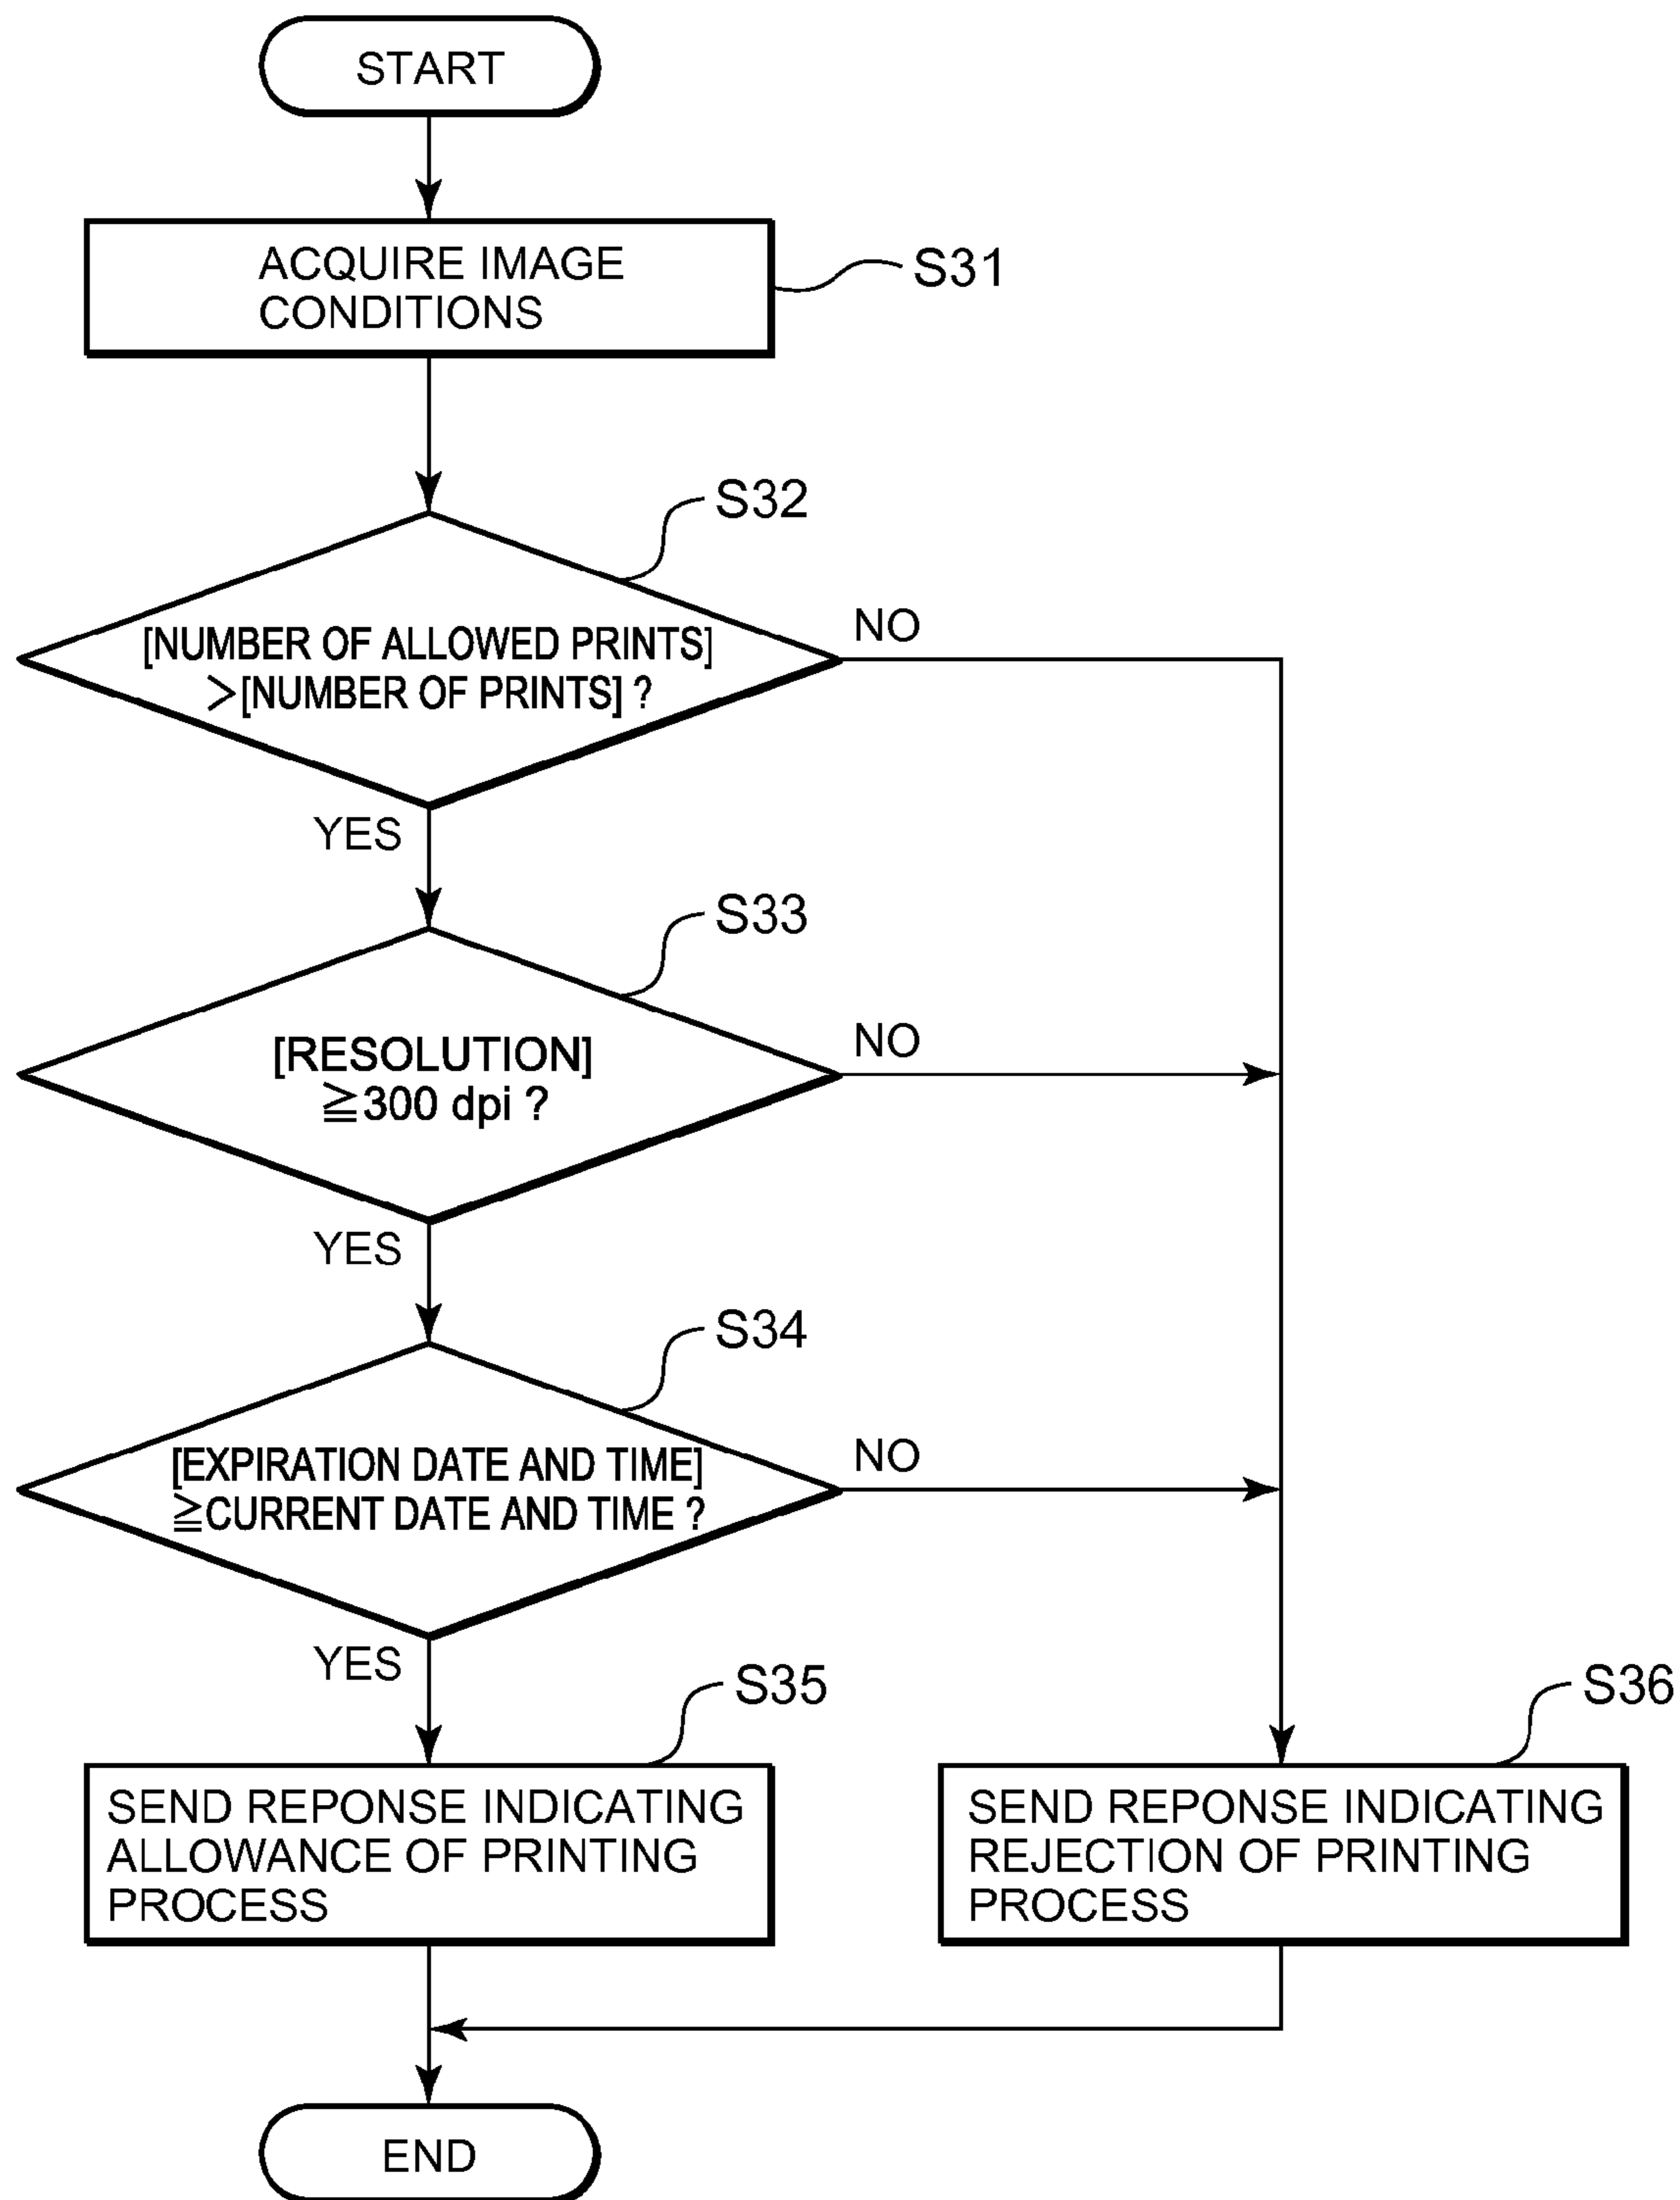 START
ACQUIRE IMAGE
CONDITIONS
S31
S32
[NUMBER OF ALLOWED PRINTS]
>[NUMBER OF PRINTS] ?
NO
YES
S33
[RESOLUTION]
≧300 dpi ?
NO
YES
S34
[EXPIRATION DATE AND TIME]
≧CURRENT DATE AND TIME ?
NO
YES
S35
SEND REPONSE INDICATING
ALLOWANCE OF PRINTING
PROCESS
S36
SEND REPONSE INDICATING
REJECTION OF PRINTING
PROCESS
END